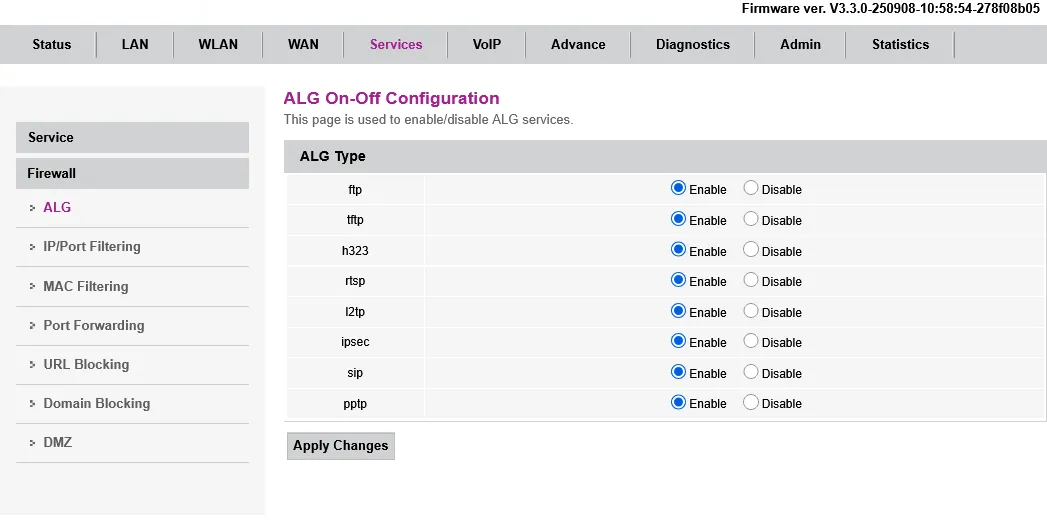 Firmware ver. V3.3.0-250908-10:58:54-278f08b05
Status LAN WLAN WAN Services VoIP Advance Diagnostics Admin Statistics
Service
Firewall
ALG
IP/Port Filtering
MAC Filtering
Port Forwarding
URL Blocking
Domain Blocking
DMZ
ALG On-Off Configuration
This page is used to enable/disable ALG services.
ALG Type
ftp Enable Disable
tftp Enable Disable
h323 Enable Disable
rtsp Enable Disable
l2tp Enable Disable
ipsec Enable Disable
sip Enable Disable
pptp Enable Disable
Apply Changes